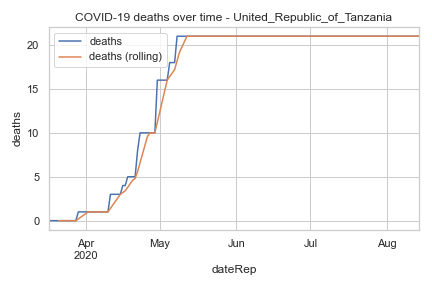 COVID-19 deaths over time - United_Republic_of_Tanzania
deaths
deaths (rolling)
20
15
10
5
0
deaths
Apr
2020
May
Jun
Jul
Aug
dateRep